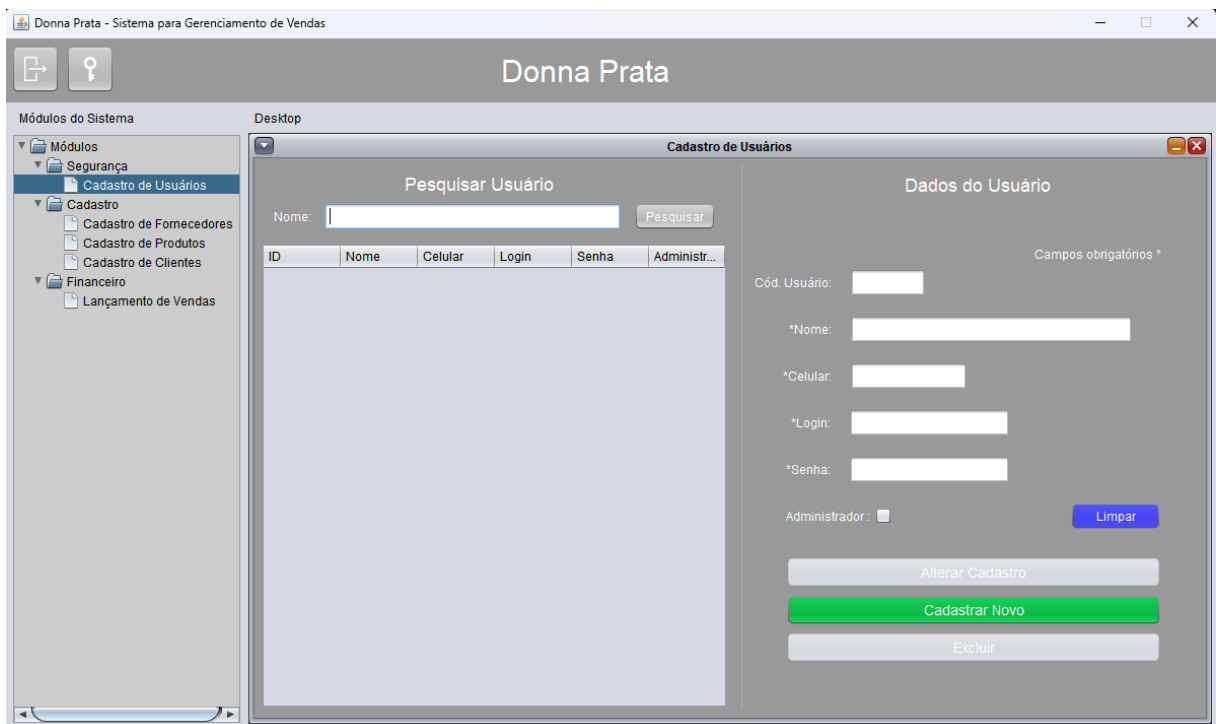 Donna Prata - Sistema para Gerenciamento de Vendas
Donna Prata
Módulos do Sistema
Desktop
Módulos
Segurança
Cadastro de Usuários
Cadastro
Cadastro de Fornecedores
Cadastro de Produtos
Cadastro de Clientes
Financeiro
Lançamento de Vendas
Cadastro de Usuários
Pesquisar Usuário
Nome:
Pesquisar
ID Nome Celular Login Senha Administr...
Dados do Usuário
Campos obrigatórios *
Cód. Usuário:
*Nome:
*Celular:
*Login:
*Senha:
Administrador :
Limpar
Alterar Cadastro
Cadastrar Novo
Excluir